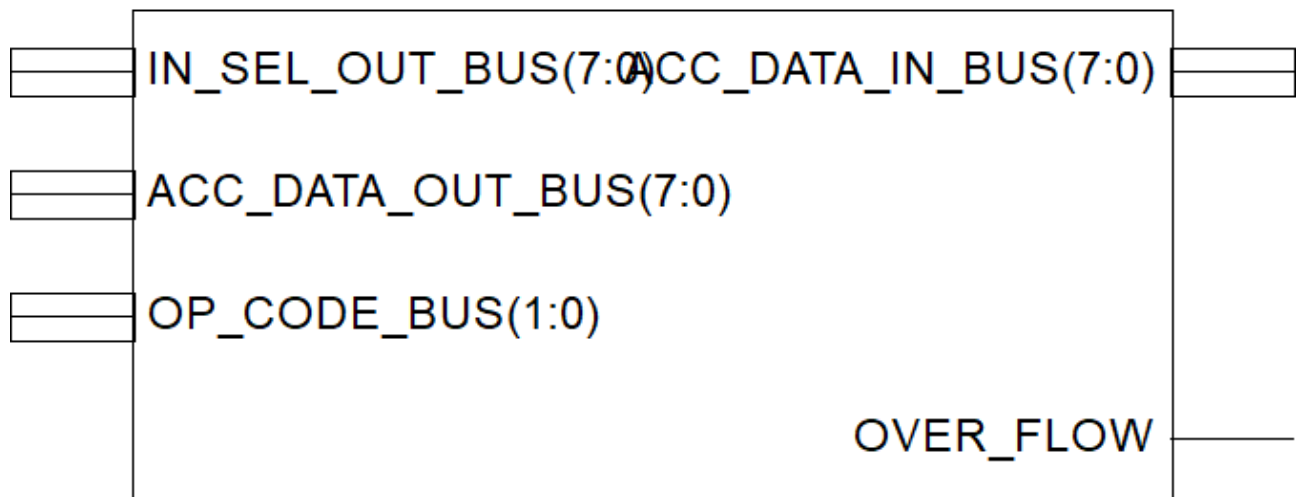 IN_SEL_OUT_BUS(7:0)
ACC_DATA_IN_BUS(7:0)
ACC_DATA_OUT_BUS(7:0)
OP_CODE_BUS(1:0)
OVER_FLOW